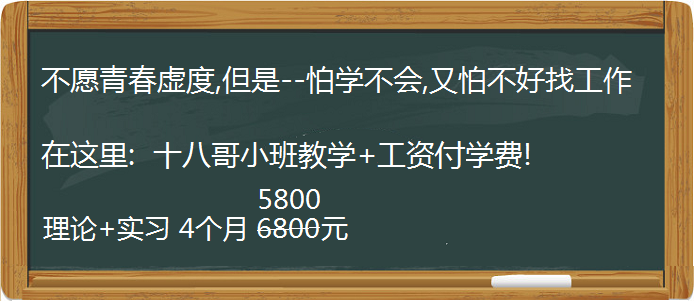 不愿青春虚度,但是--怕学不会,又怕不好找工作
在这里: 十八哥小班教学+工资付学费!
5800
理论+实习 4个月 6800元